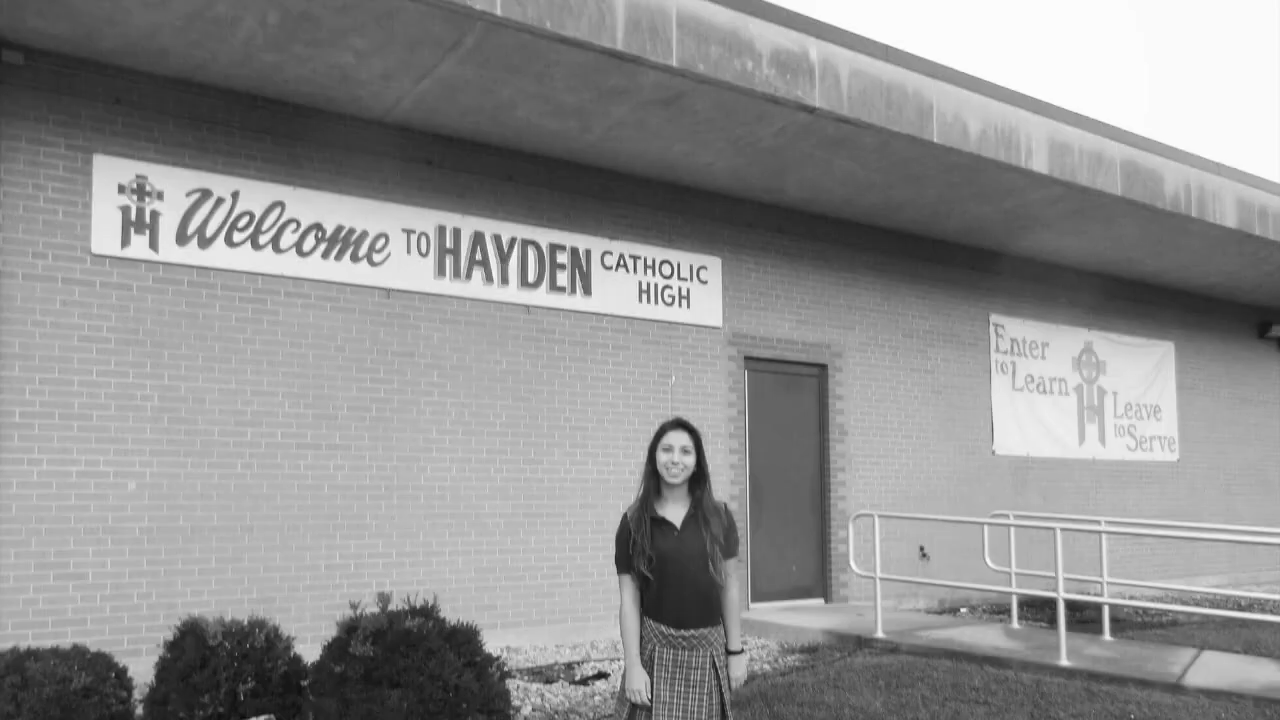 Welcome TO HAYDEN CATHOLIC
HIGH
Enter
to Learn
Leave
to Serve